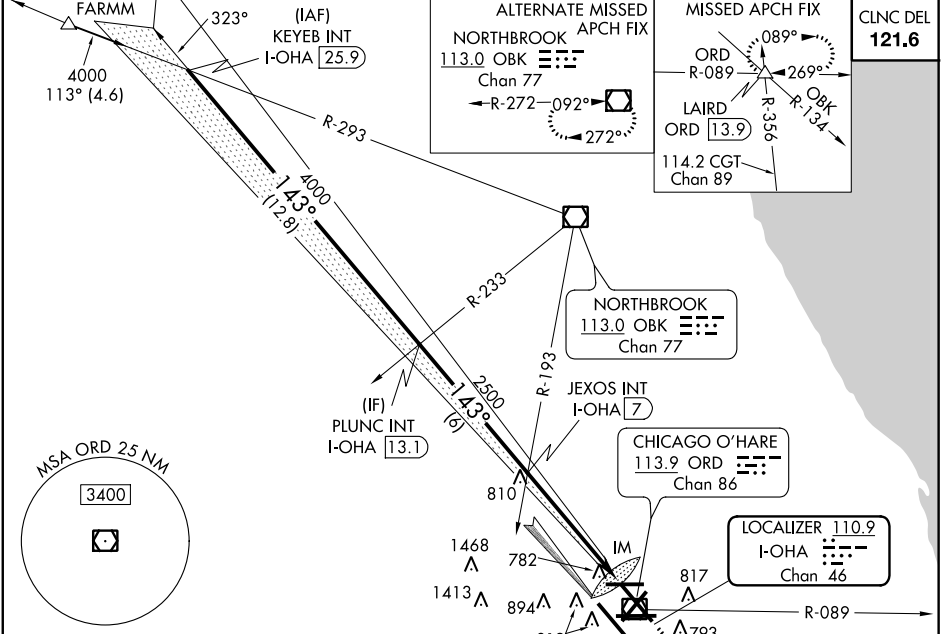 FARMM
4000
113° (4.6)
323°
(IAF)
KEYEB INT
I-OHA 25.9
ALTERNATE MISSED
APCH FIX
NORTHBROOK
113.0 OBK
Chan 77
R-272 092°
272°
MISSED APCH FIX
089°
ORD
R-089
269°
OBK
R-134
LAIRD
ORD 13.9
R-356
114.2 CGT
Chan 89
CLNC DEL
121.6
R-293
4000
143°
(12.8)
R-233
NORTHBROOK
113.0 OBK
Chan 77
R-193
2500
143°
(6)
(IF)
PLUNC INT
I-OHA 13.1
JEXOS INT
I-OHA 7
CHICAGO O'HARE
113.9 ORD
Chan 86
MSA ORD 25 NM
3400
810
LOCALIZER 110.9
I-OHA
Chan 46
IM
782
1468
1413
894
817
R-089
793